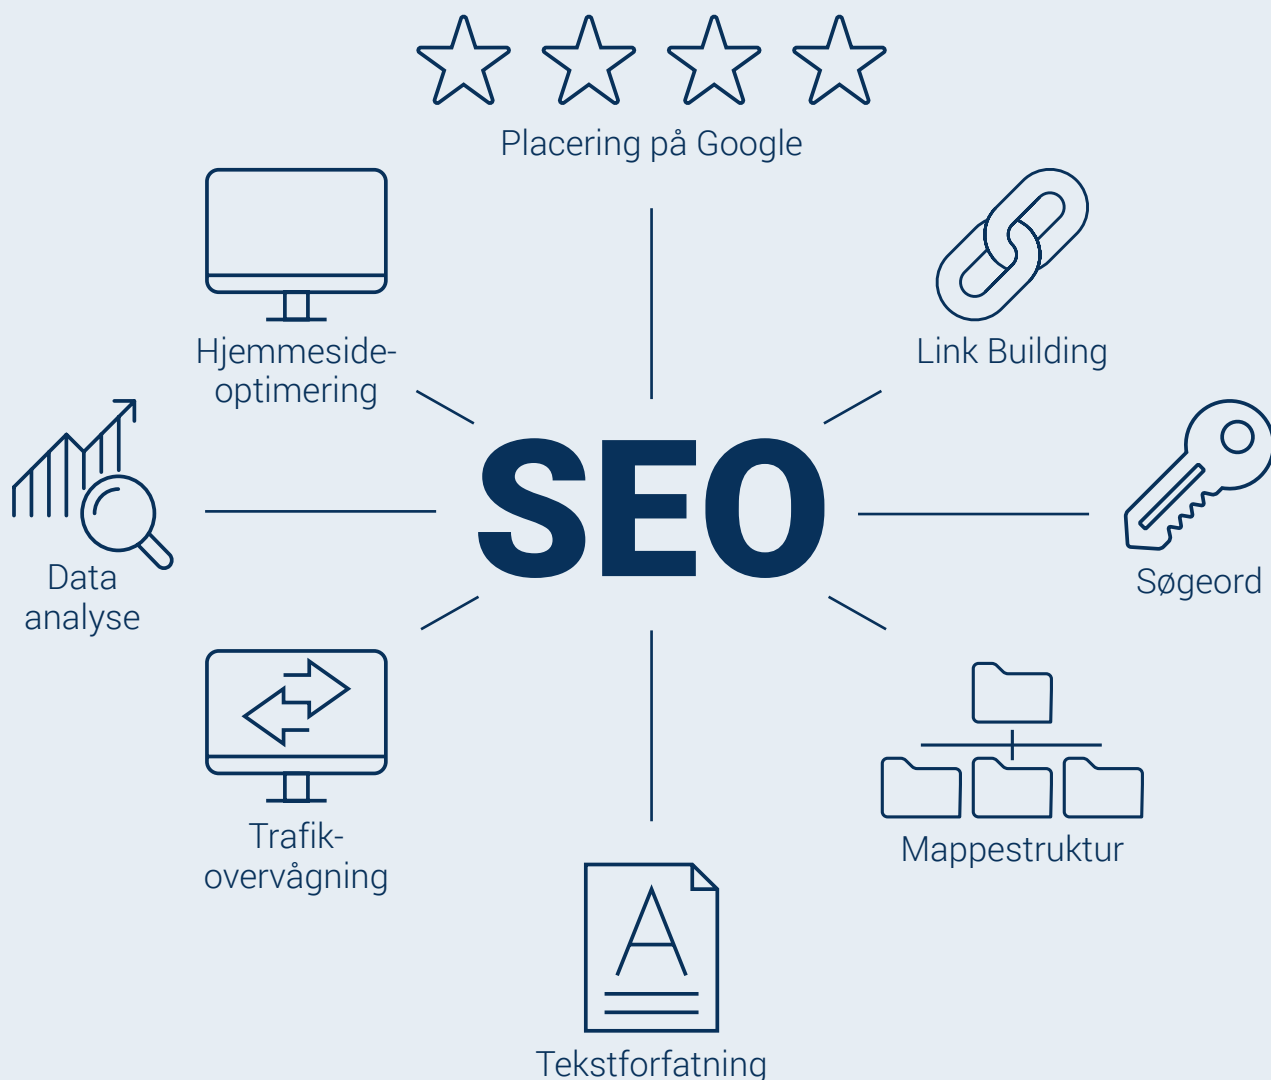 Placering på Google
Hjemmeside-
optimering
Link Building
SEO
Data
analyse
Søgeord
Trafik-
overvågning
Mappestruktur
A
Tekstforfatning